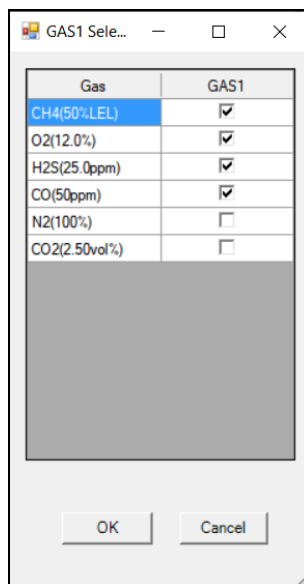 GAS1 Sele...
Gas GAS1
CH4(50%LEL)
O2(12.0%)
H2S(25.0ppm)
CO(50ppm)
N2(100%)
CO2(2.50vol%)
OK Cancel